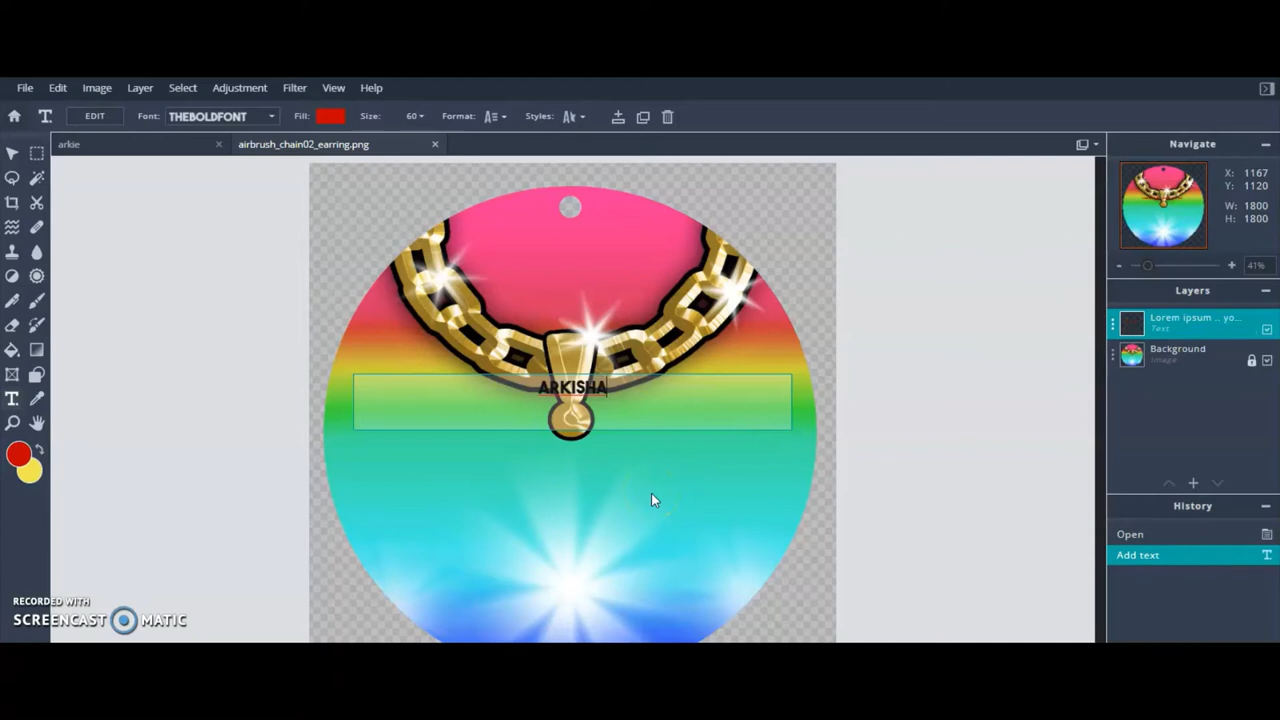 File Edit Image Layer Select Adjustment Filter View Help
T. EDIT Font: THEBOLDFONT Fill: Size: 60 Format: Styles:
arkie airbrush_chain02_earring.png
Navigate
X: 1167
Y: 1120
W: 1800
H: 1800
41%
Layers
Lorem ipsum .. yo...
Text
Background
Image
ARKISHA
History
Open
Add text
RECORDED WITH
SCREENCAST MATIC